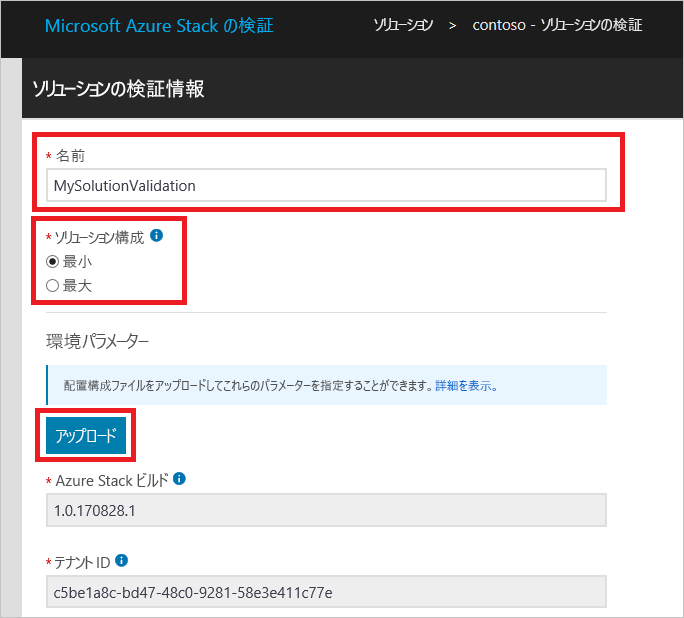 Microsoft Azure Stack の検証
ソリューション > contoso - ソリューションの検証
ソリューションの検証情報
* 名前
MySolutionValidation
* ソリューション構成
最小
最大
環境パラメーター
配置構成ファイルをアップロードしてこれらのパラメーターを指定することができます。詳細を表示。
アップロード
* Azure Stack ビルド
1.0.170828.1
* テナント ID
c5be1a8c-bd47-48c0-9281-58e3e411c77e